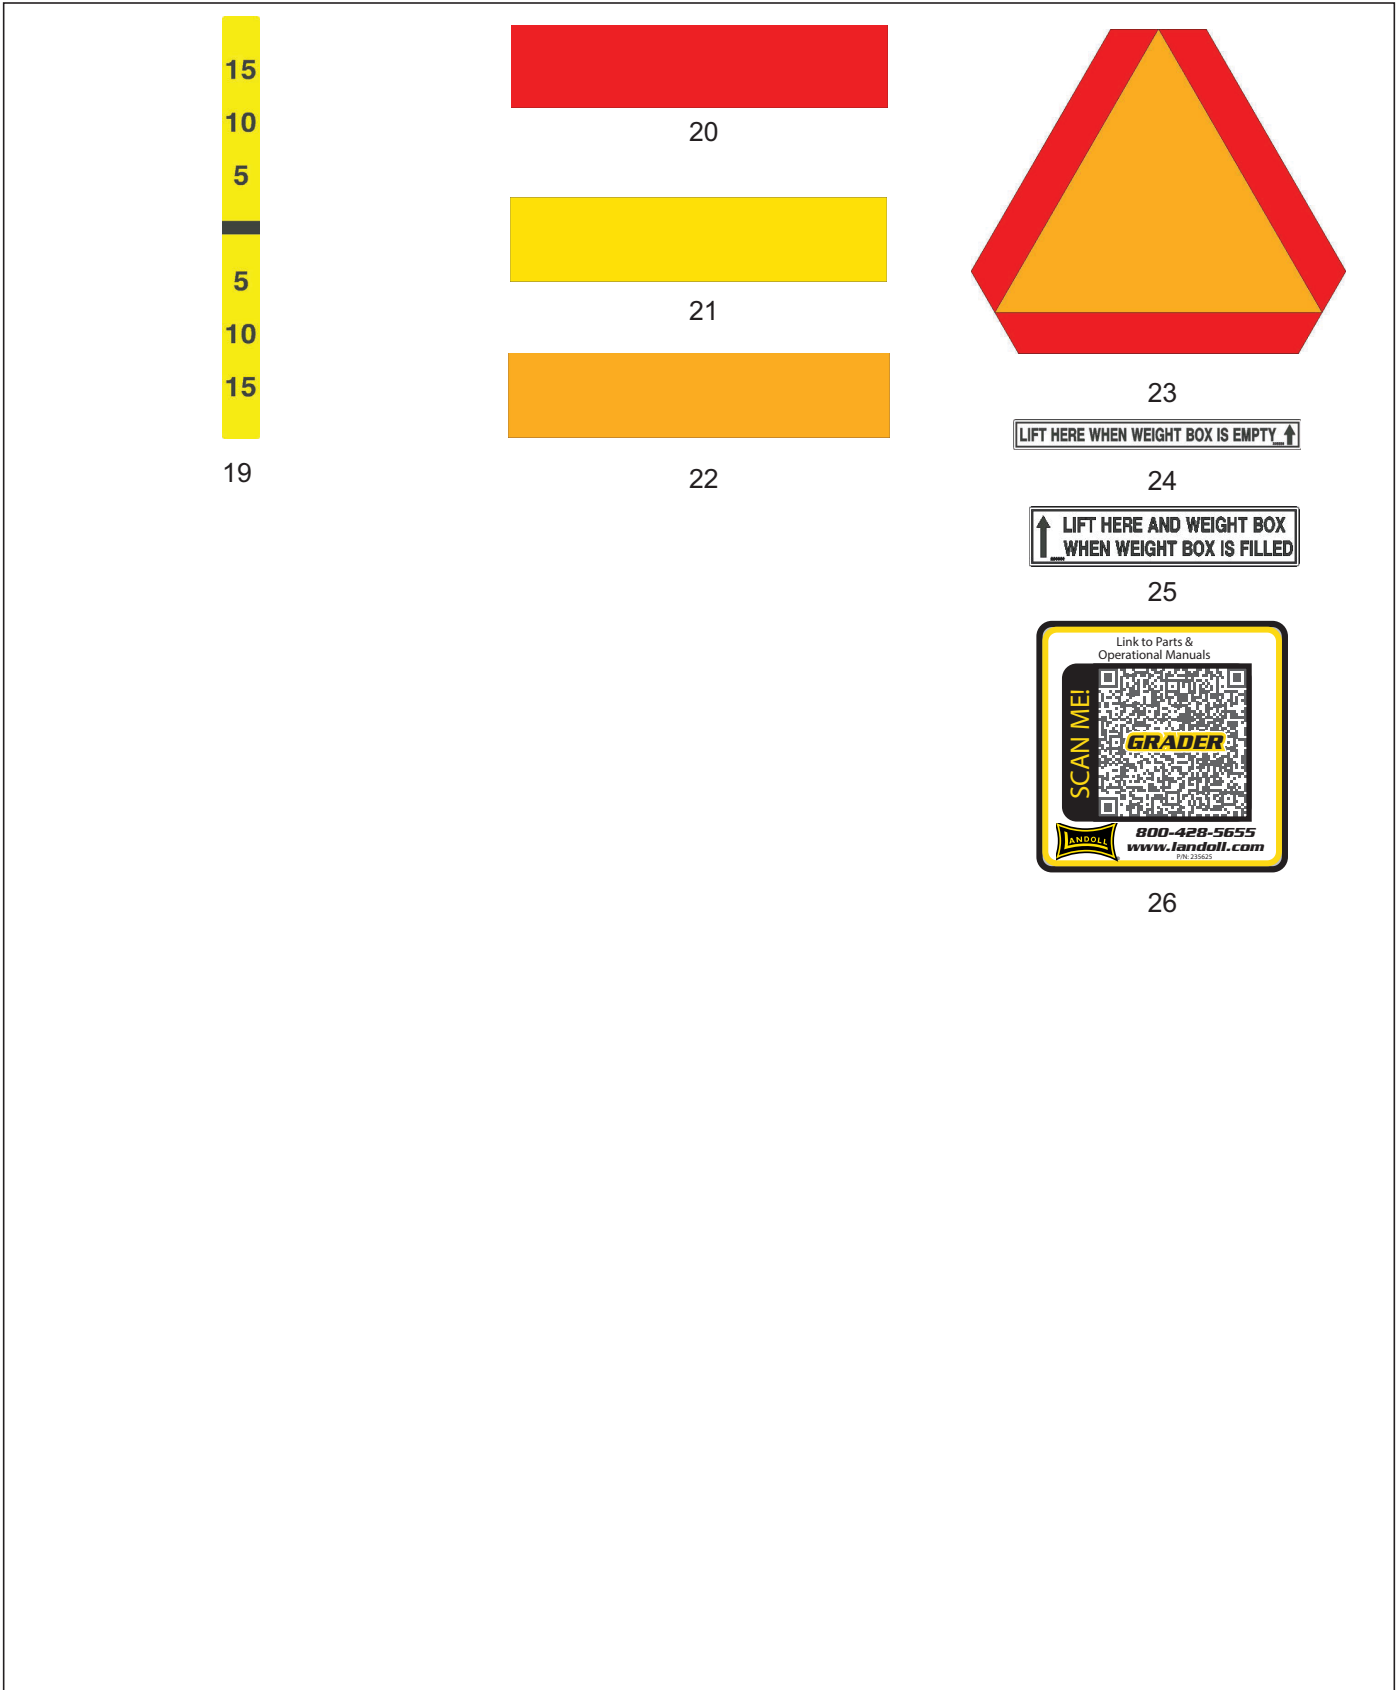 15
10
5
5
10
15
19
20
21
22
23
LIFT HERE WHEN WEIGHT BOX IS EMPTY
24
LIFT HERE AND WEIGHT BOX
WHEN WEIGHT BOX IS FILLED
25
Link to Parts &
Operational Manuals
SCAN ME!
GRADER
LANDOLL
800-428-5655
www.landoll.com
P/N: 235625
26